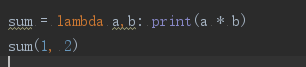 sum = lambda a,b: print(a * b)
sum(1, 2)